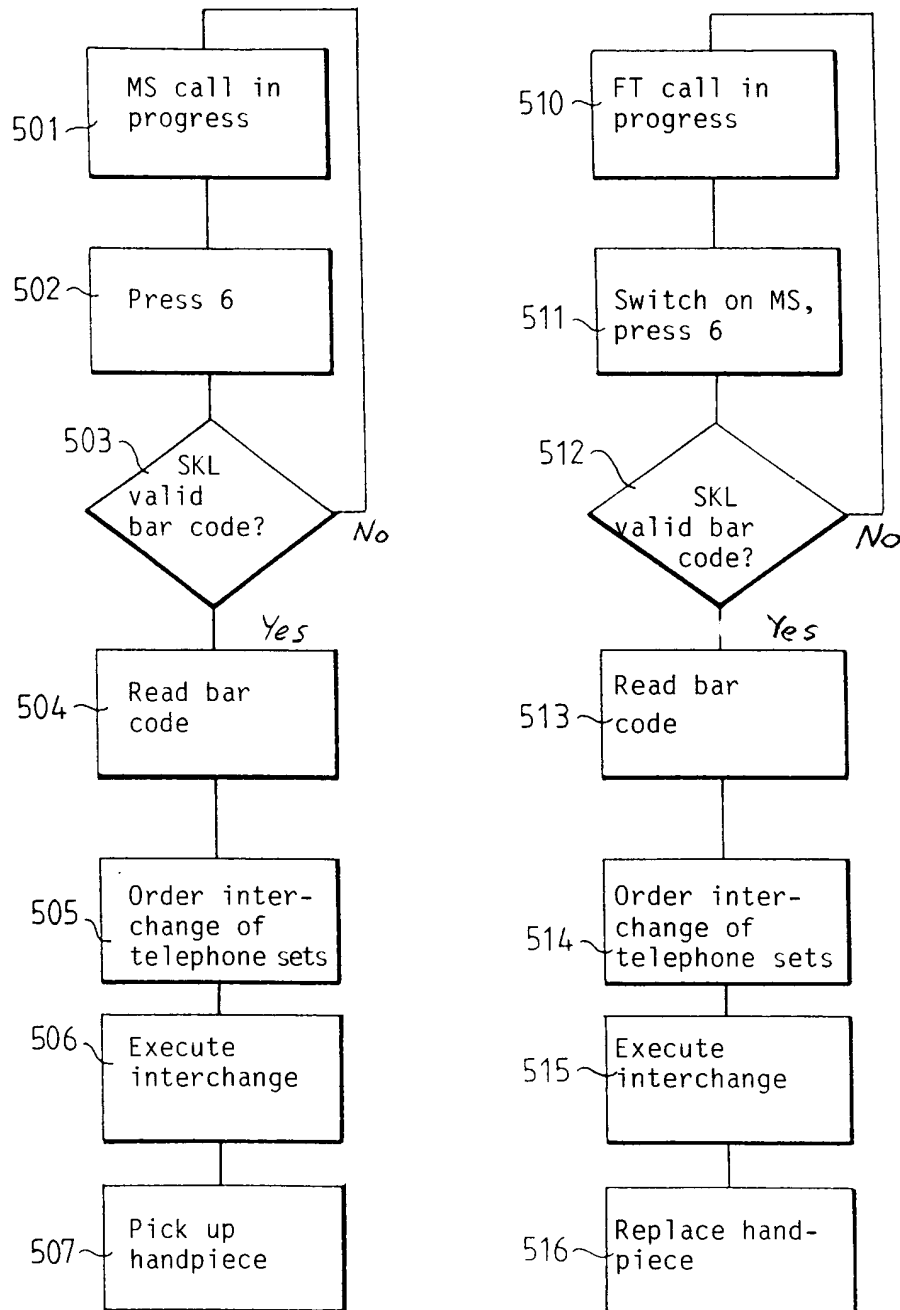 501
MS call in
progress
502
Press 6
503
SKL
valid
bar code?
No
Yes
504
Read bar
code
505
Order inter-
change of
telephone sets
506
Execute
interchange
507
Pick up
handpiece
510
FT call in
progress
511
Switch on MS,
press 6
512
SKL
valid bar
code?
No
Yes
513
Read bar
code
514
Order inter-
change of
telephone sets
515
Execute
interchange
516
Replace hand-
piece